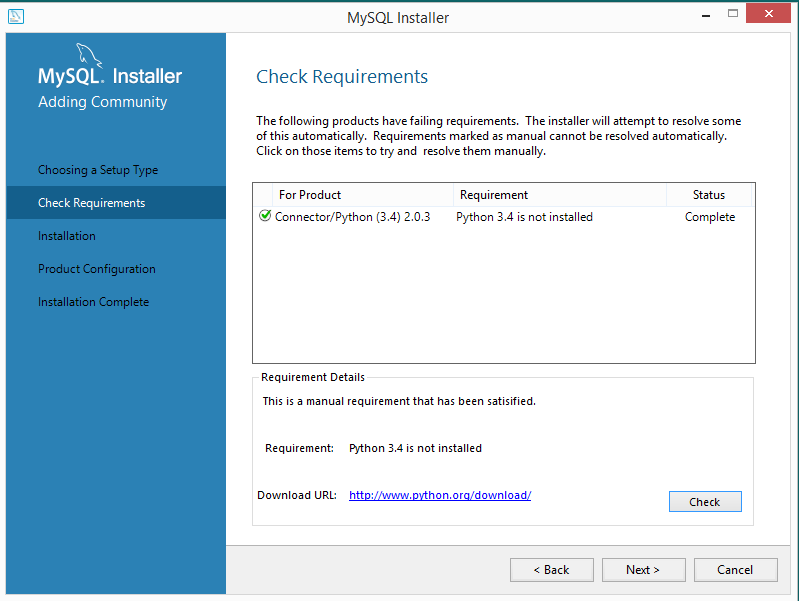 MySQL Installer
MySQL. Installer
Adding Community
Choosing a Setup Type
Check Requirements
Installation
Product Configuration
Installation Complete
Check Requirements
The following products have failing requirements.  The installer will attempt to resolve some
of this automatically.  Requirements marked as manual cannot be resolved automatically.
Click on those items to try and  resolve them manually.
For Product Requirement Status
Connector/Python (3.4) 2.0.3 Python 3.4 is not installed Complete
Requirement Details
This is a manual requirement that has been satisified.
Requirement: Python 3.4 is not installed
Download URL: http://www.python.org/download/
Check
< Back Next > Cancel